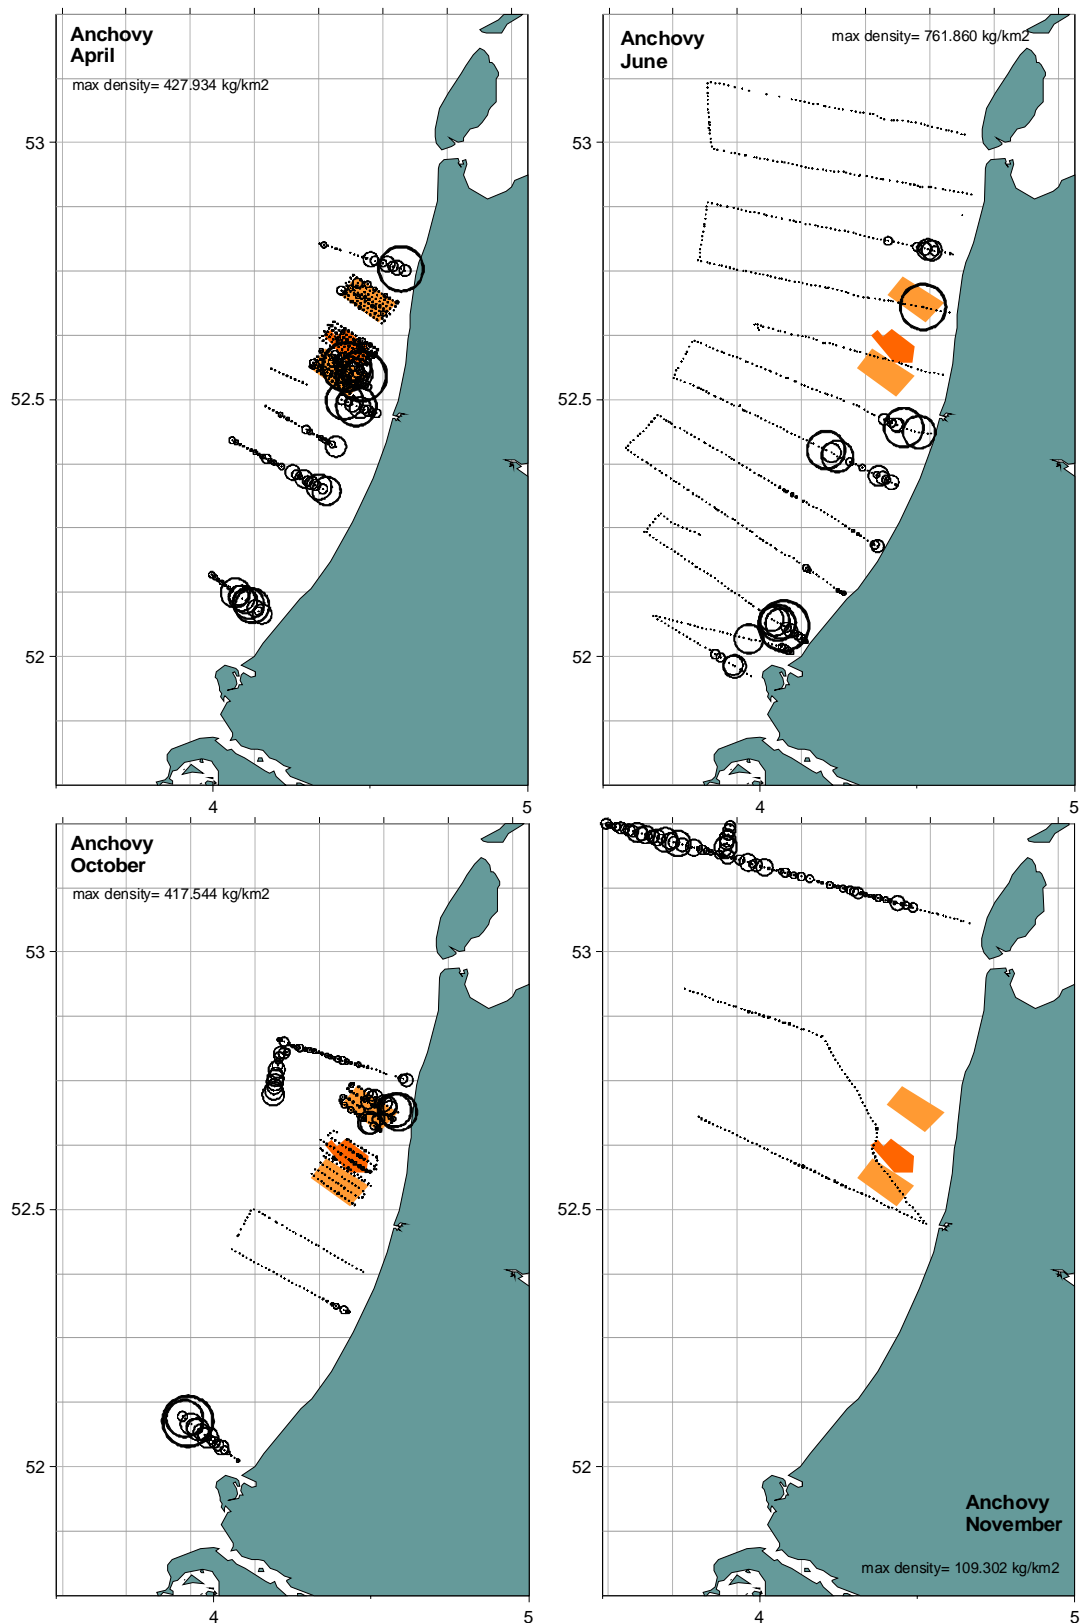 Anchovy
April
max density= 427.934 kg/km2
53
52.5
52
4
5
Anchovy
June
max density= 761.860 kg/km2
53
52.5
52
4
5
Anchovy
October
max density= 417.544 kg/km2
53
52.5
52
4
5
53
52.5
52
Anchovy
November
max density= 109.302 kg/km2
4
5